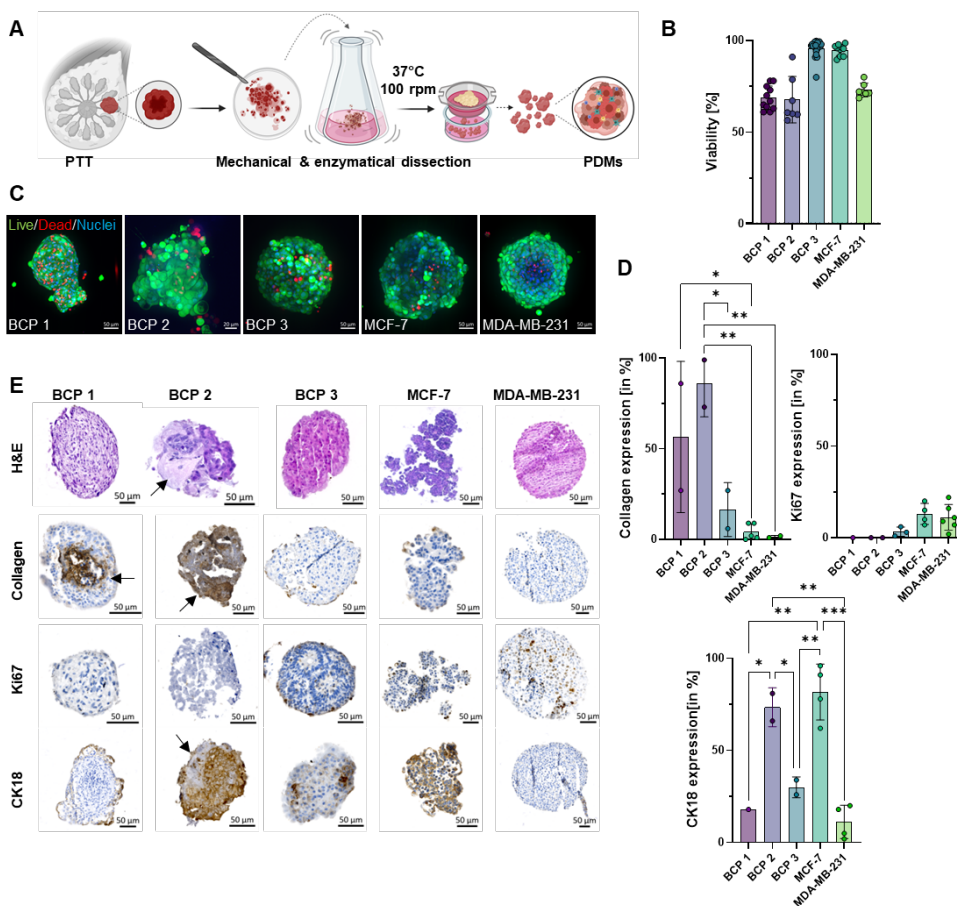 A
37°C
100 rpm
PTT
Mechanical & enzymatical dissection
PDMs
B
Viability [%]
100
50
0
BCP 1
BCP 2
BCP 3
MCF-7
MDA-MB-231
C
Live/Dead/Nuclei
BCP 1
50 µm
BCP 2
20 µm
BCP 3
50 µm
MCF-7
50 µm
MDA-MB-231
50 µm
D
*
*
**
**
Collagen expression [in %]
100
50
0
BCP 1
BCP 2
BCP 3
MCF-7
MDA-MB-231
Ki67 expression [in %]
100
50
0
BCP 1
BCP 2
BCP 3
MCF-7
MDA-MB-231
**
**
***
*
*
**
CK18 expression[in %]
100
50
0
BCP 1
BCP 2
BCP 3
MCF-7
MDA-MB-231
E
BCP 1
BCP 2
BCP 3
MCF-7
MDA-MB-231
H&E
50 µm
50 µm
50 µm
50 µm
50 µm
Collagen
50 µm
50 µm
50 µm
50 µm
50 µm
Ki67
50 µm
50 µm
50 µm
50 µm
50 µm
CK18
50 µm
50 µm
50 µm
50 µm
50 µm